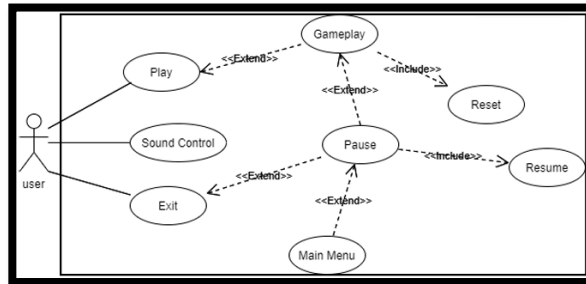 Gameplay
<<Extend>>
Play
<<Include>>
<<Extend>>
Reset
Sound Control
Pause
<<Include>>
Resume
user
<<Extend>>
Exit
<<Extend>>
Main Menu